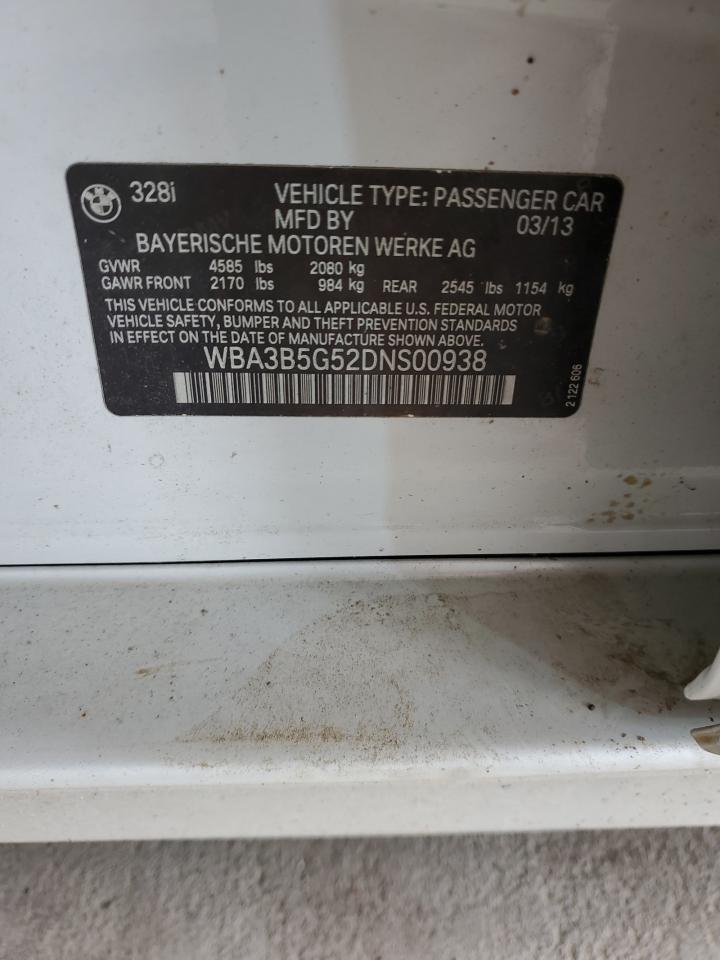 BMW 328i VEHICLE TYPE: PASSENGER CAR
MFD BY 03/13
BAYERISCHE MOTOREN WERKE AG
GVWR 4585 lbs 2080 kg
GAWR FRONT 2170 lbs 984 kg REAR 2545 lbs 1154 kg
THIS VEHICLE CONFORMS TO ALL APPLICABLE U.S. FEDERAL MOTOR
VEHICLE SAFETY, BUMPER AND THEFT PREVENTION STANDARDS
IN EFFECT ON THE DATE OF MANUFACTURE SHOWN ABOVE.
WBA3B5G52DNS00938
2 122 606